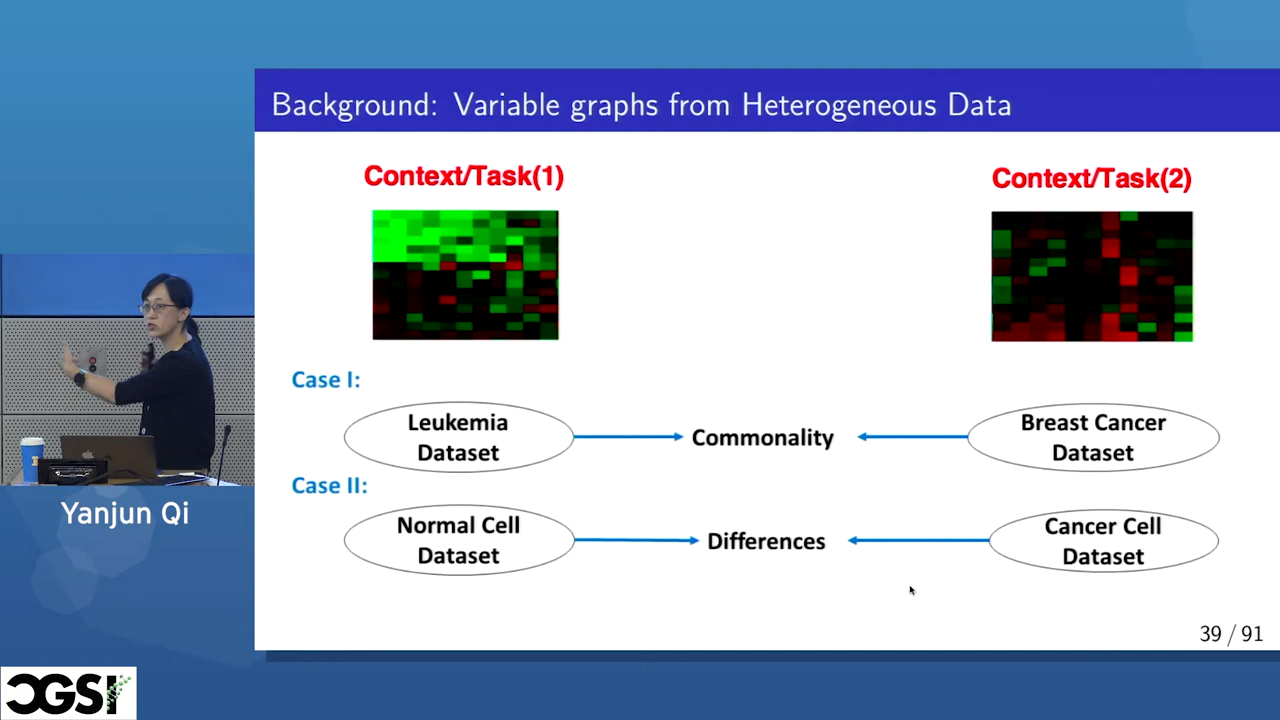 Background: Variable graphs from Heterogeneous Data
Context/Task(1)
Context/Task(2)
Case I:
Leukemia
Dataset
Commonality
Breast Cancer
Dataset
Case II:
Normal Cell
Dataset
Differences
Cancer Cell
Dataset
39 / 91
Yanjun Qi
CGSI